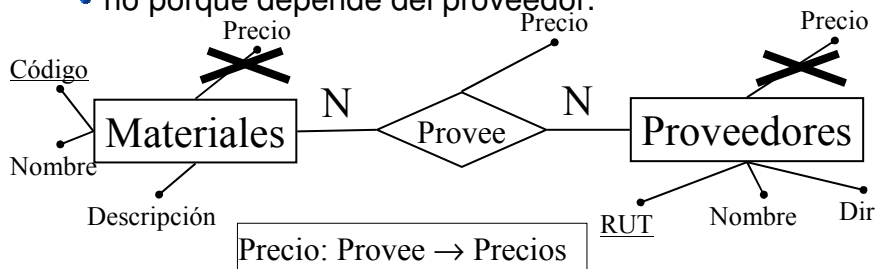 • no porque depende del proveedor.
Precio
Precio
Precio
Código
N
N
Materiales
Provee
Proveedores
Nombre
Descripción
RUT
Nombre
Dir
Precio: Provee → Precios